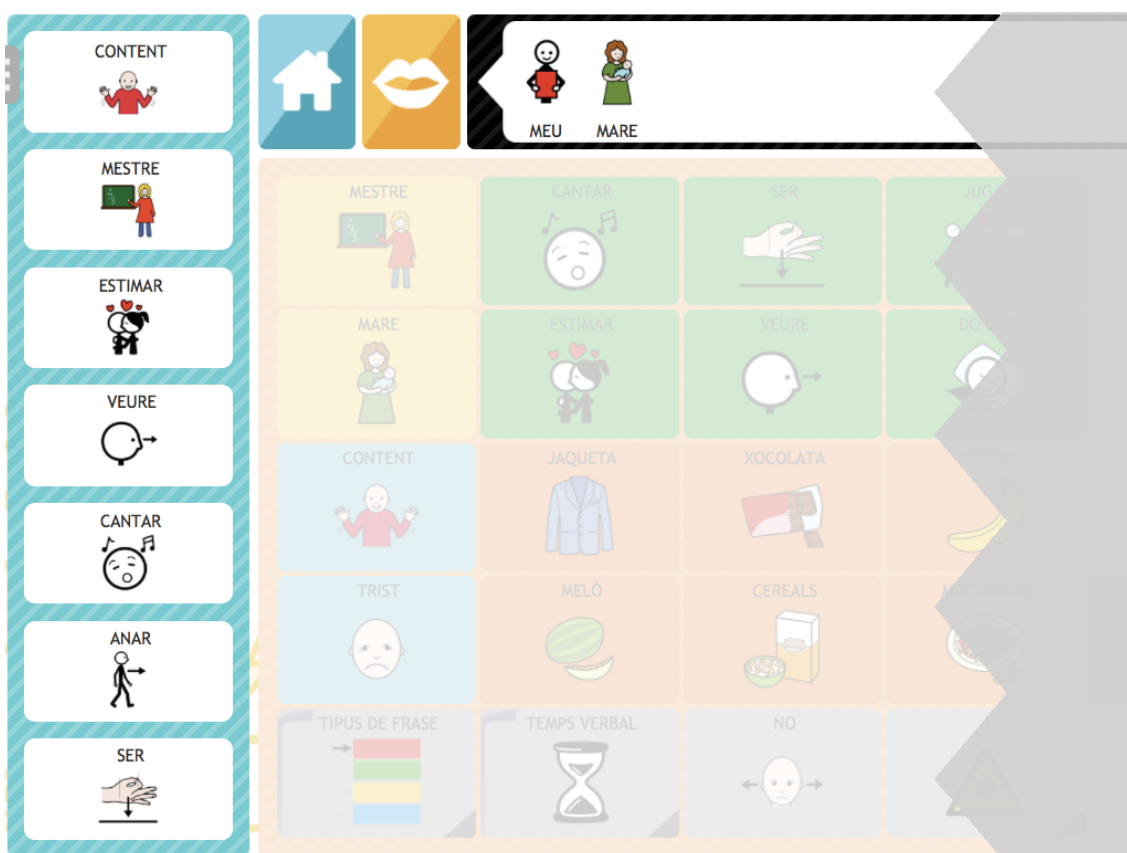 CONTENT
MESTRE
ESTIMAR
VEURE
CANTAR
ANAR
SER
MEU MARE
MESTRE CANTAR SER
MARE ESTIMAR VEURE
CONTENT JAQUETA XOCOLATA
TRIST MELÓ CEREALS
TIPUS DE FRASE TEMPS VERBAL NO